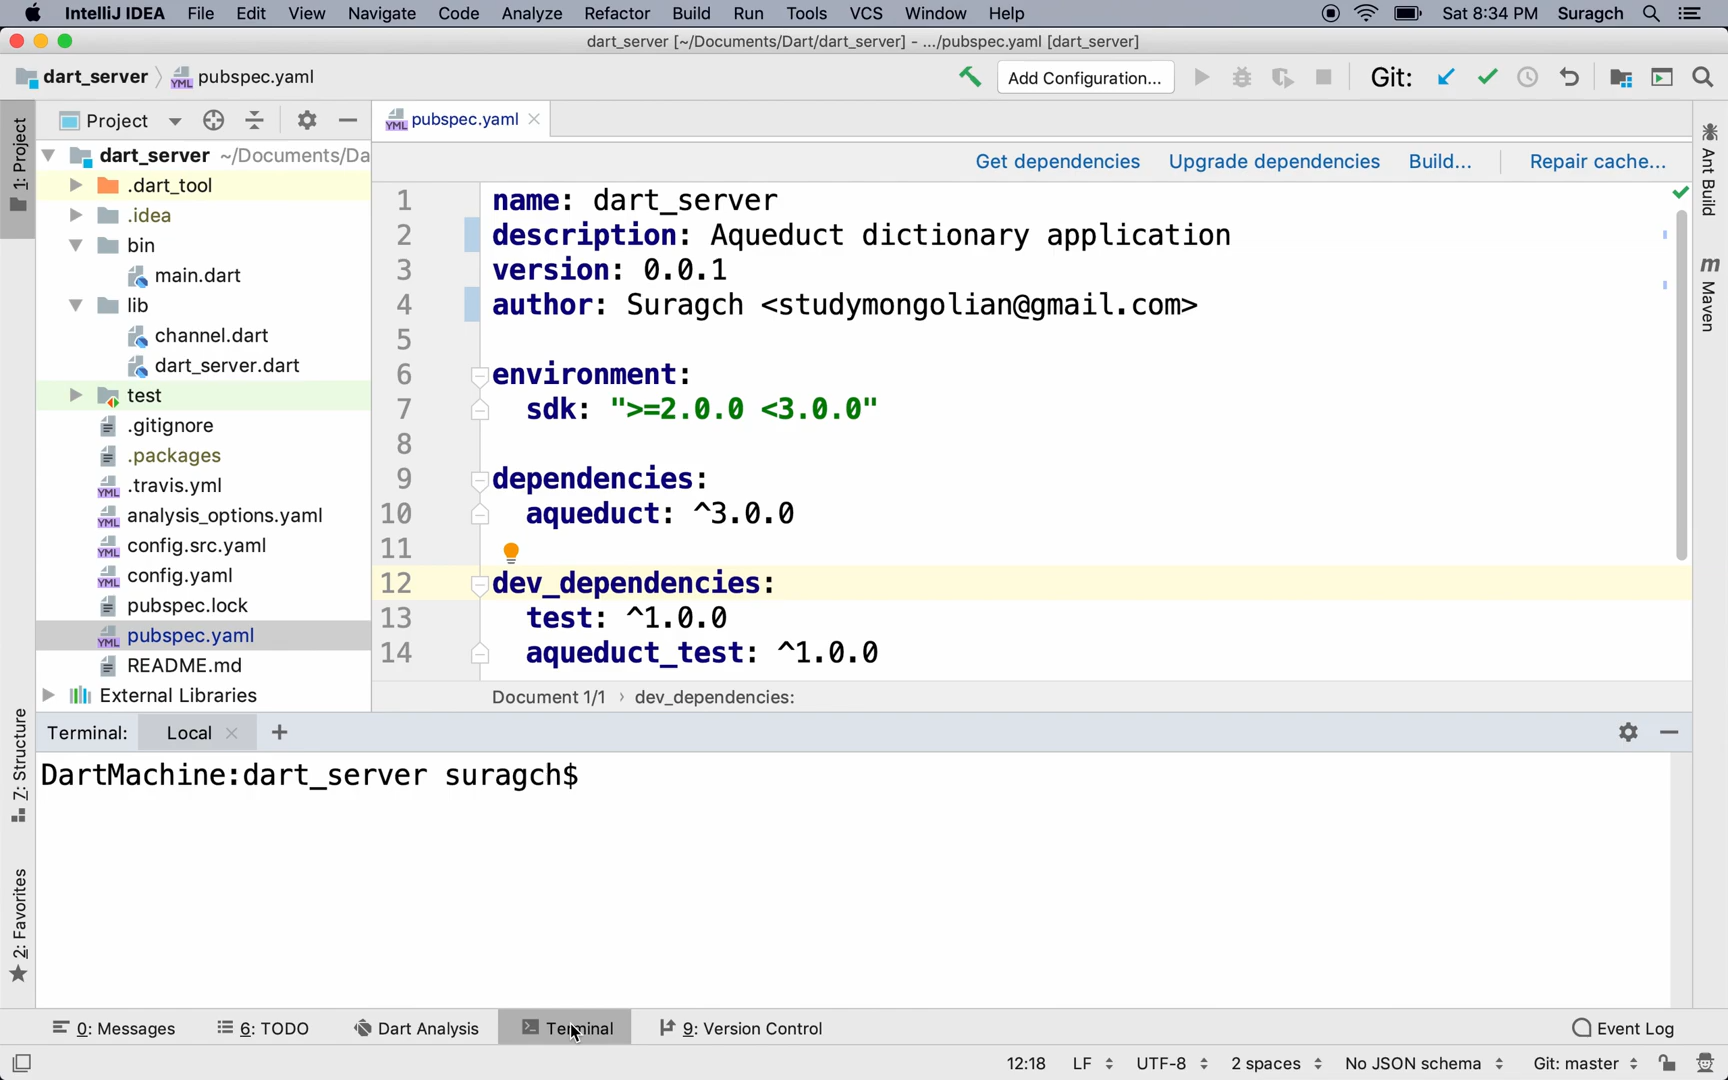 IntelliJ IDEA File Edit View Navigate Code Analyze Refactor Build Run Tools VCS Window Help Sat 8:34 PM Suragch
dart_server [~/Documents/Dart/dart_server] - .../pubspec.yaml [dart_server]
dart_server pubspec.yaml Add Configuration... Git:
1: Project
Project
pubspec.yaml
dart_server ~/Documents/Da
.dart_tool
.idea
bin
main.dart
lib
channel.dart
dart_server.dart
test
.gitignore
.packages
.travis.yml
analysis_options.yaml
config.src.yaml
config.yaml
pubspec.lock
pubspec.yaml
README.md
External Libraries
Get dependencies Upgrade dependencies Build... Repair cache...
1 name: dart_server
2 description: Aqueduct dictionary application
3 version: 0.0.1
4 author: Suragch <studymongolian@gmail.com>
5
6 environment:
7 sdk: ">=2.0.0 <3.0.0"
8
9 dependencies:
10 aqueduct: ^3.0.0
11
12 dev_dependencies:
13 test: ^1.0.0
14 aqueduct_test: ^1.0.0
Document 1/1 › dev_dependencies:
Ant Build
m Maven
Terminal: Local
DartMachine:dart_server suragch$
7: Structure
2: Favorites
0: Messages 6: TODO Dart Analysis Terminal 9: Version Control Event Log
12:18 LF UTF-8 2 spaces No JSON schema Git: master